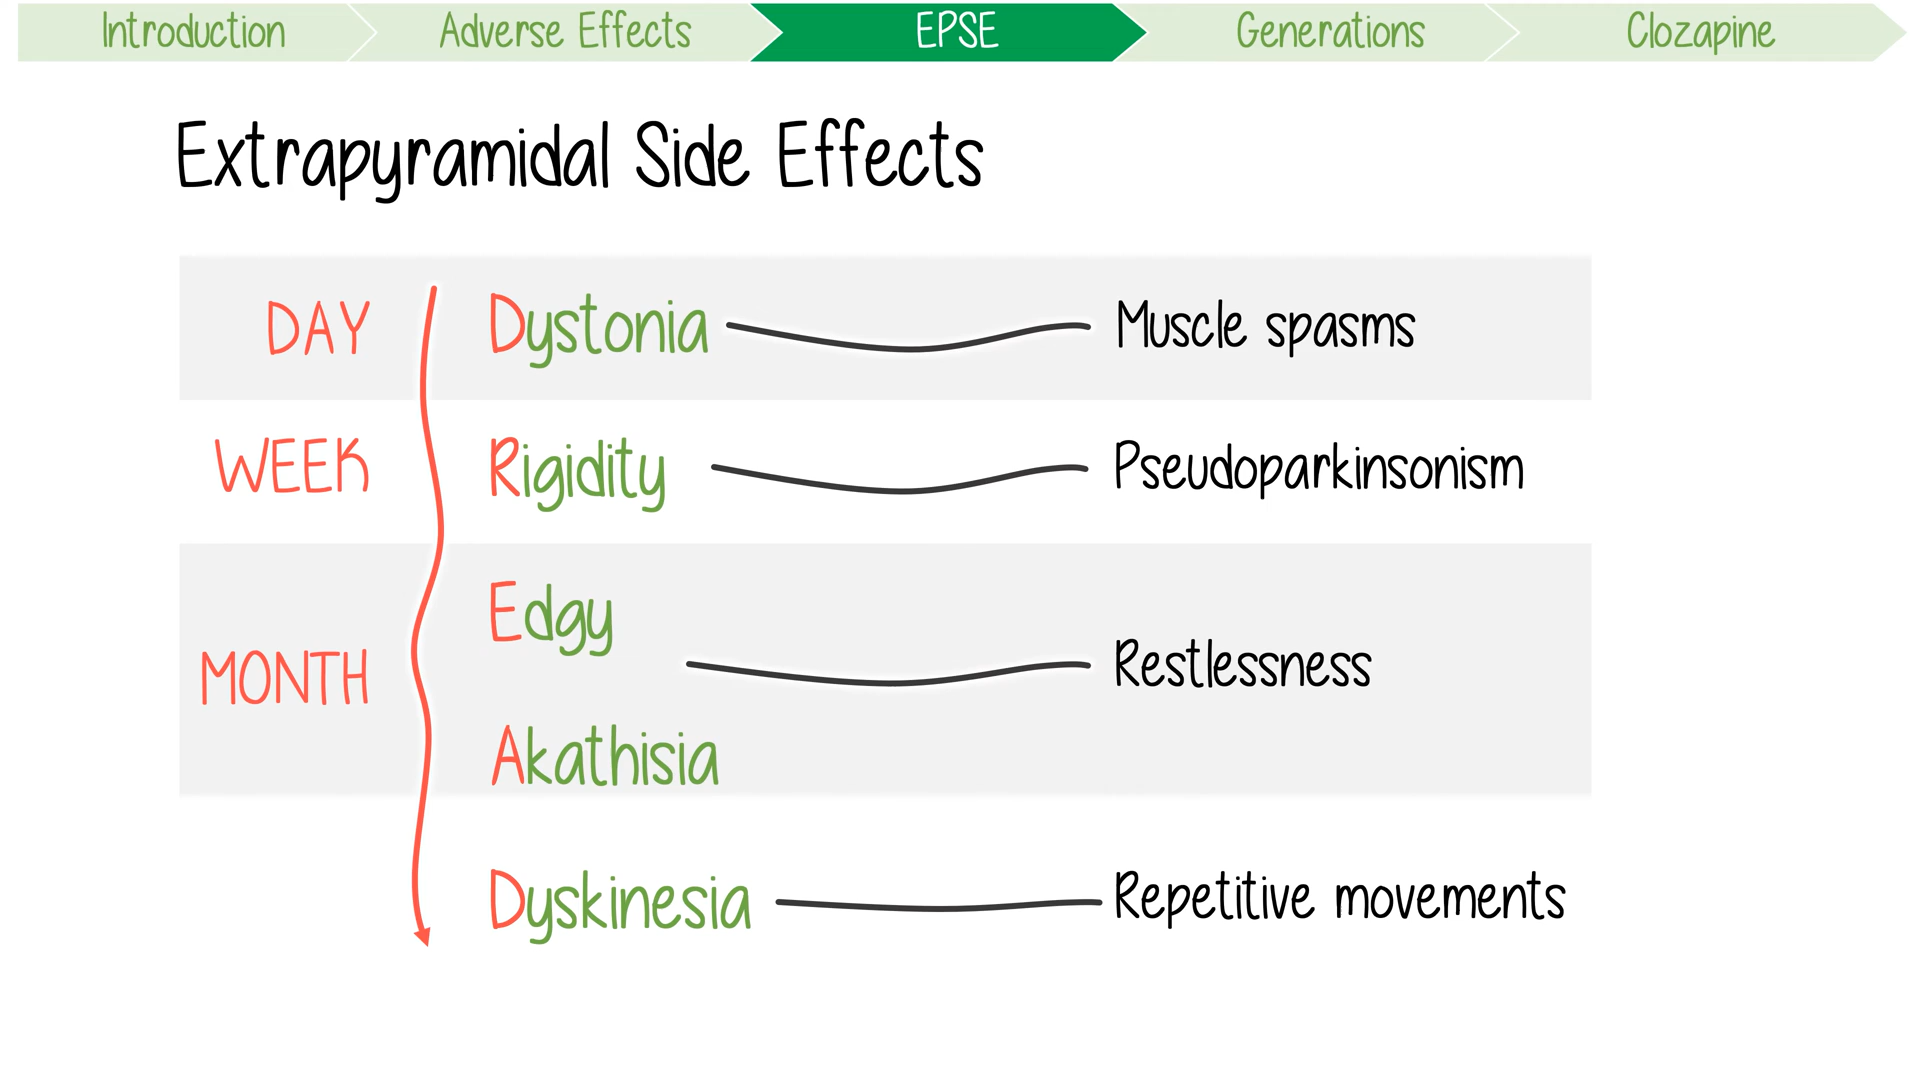 Introduction
Adverse Effects
EPSE
Generations
Clozapine
Extrapyramidal Side Effects
DAY
Dystonia
Muscle spasms
WEEK
Rigidity
Pseudoparkinsonism
MONTH
Edgy
Restlessness
Akathisia
Dyskinesia
Repetitive movements